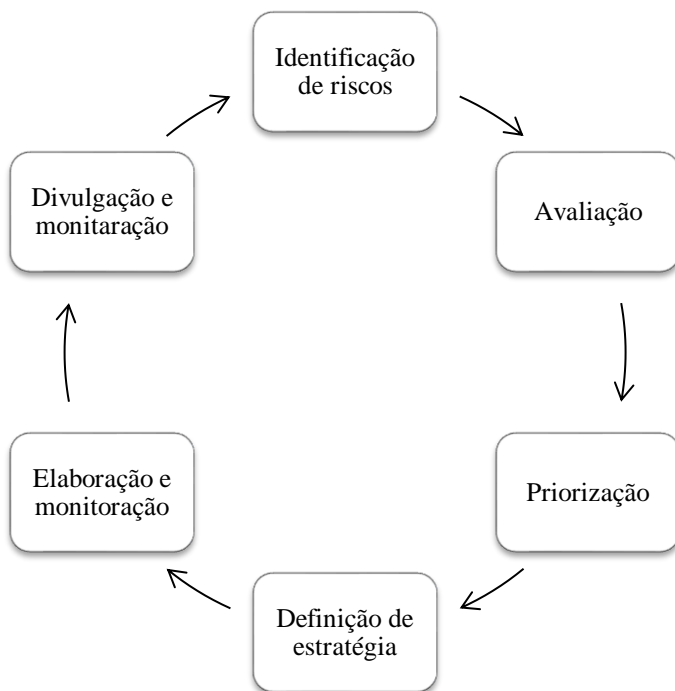 Identificação
de riscos
Avaliação
Priorização
Definição de
estratégia
Elaboração e
monitoração
Divulgação e
monitaração